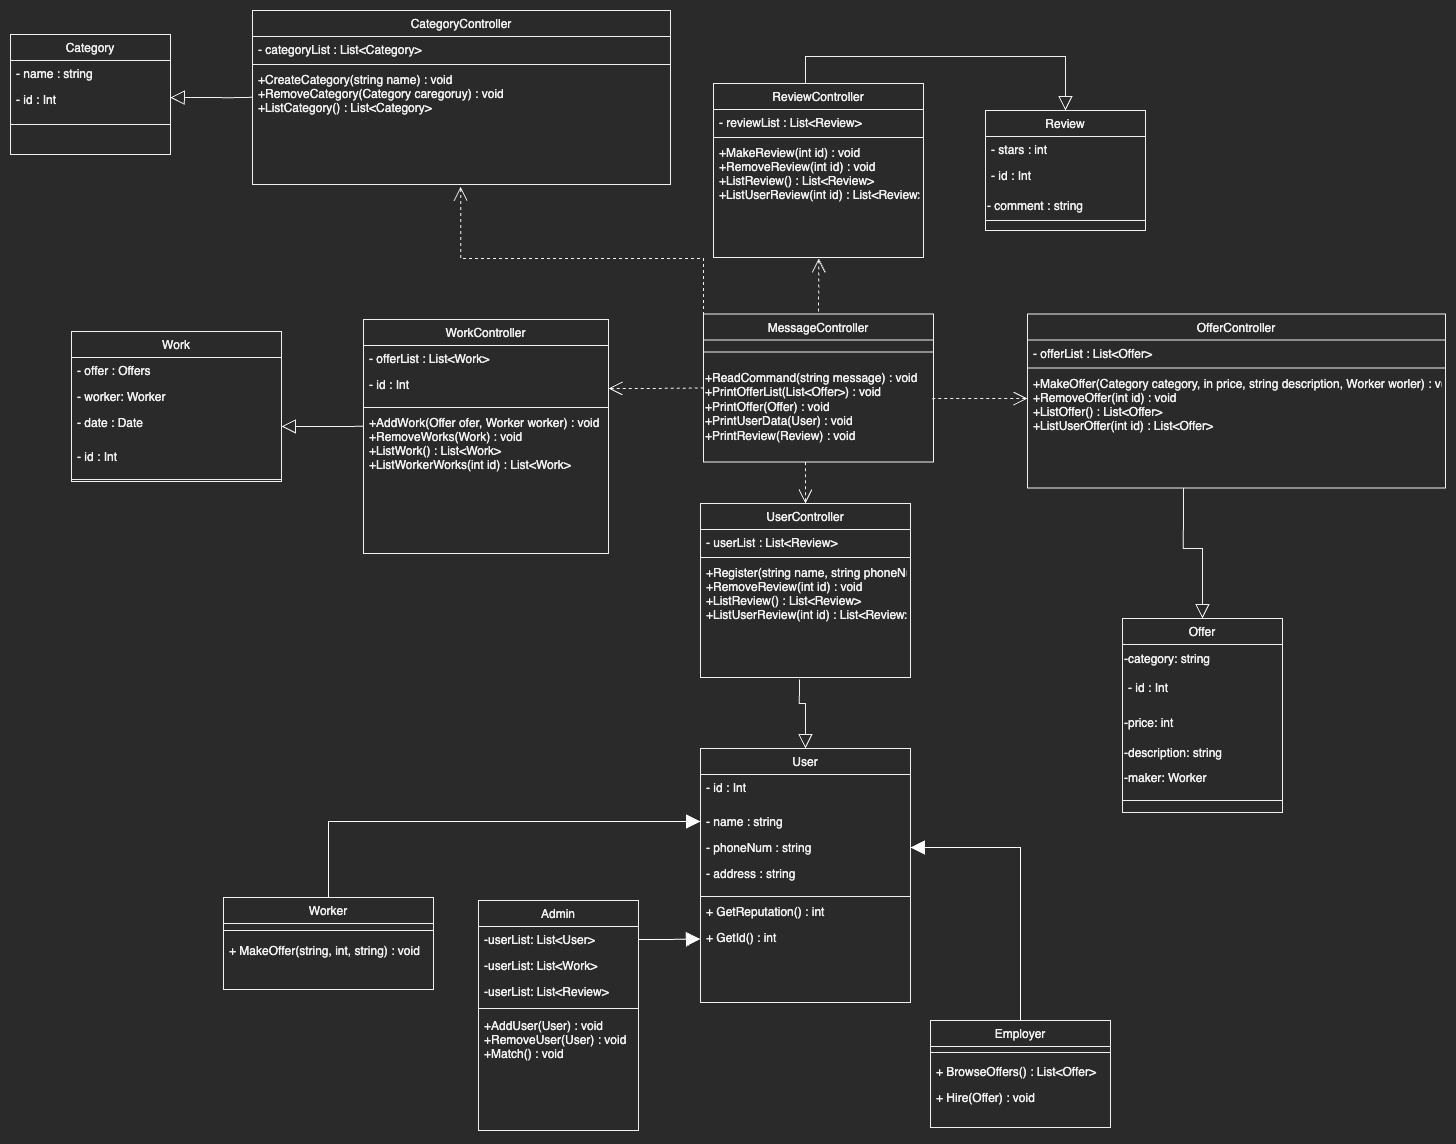 CategoryController
- categoryList : List<Category>
+CreateCategory(string name) : void
+RemoveCategory(Category caregoruy) : void
+ListCategory() : List<Category>
Category
- name : string
- id : Int
ReviewController
- reviewList : List<Review>
+MakeReview(int id) : void
+RemoveReview(int id) : void
+ListReview() : List<Review>
+ListUserReview(int id) : List<Review:
Review
- stars : int
- id : Int
- comment : string
Work
- offer : Offers
- worker: Worker
- date : Date
- id : Int
WorkController
- offerList : List<Work>
- id : Int
+AddWork(Offer ofer, Worker worker) : void
+RemoveWorks(Work) : void
+ListWork() : List<Work>
+ListWorkerWorks(int id) : List<Work>
MessageController
+ReadCommand(string message) : void
+PrintOfferList(List<Offer>) : void
+PrintOffer(Offer) : void
+PrintUserData(User) : void
+PrintReview(Review) : void
OfferController
- offerList : List<Offer>
+MakeOffer(Category category, in price, string description, Worker worler) : v
+RemoveOffer(int id) : void
+ListOffer() : List<Offer>
+ListUserOffer(int id) : List<Offer>
UserController
- userList : List<Review>
+Register(string name, string phoneN
+RemoveReview(int id) : void
+ListReview() : List<Review>
+ListUserReview(int id) : List<Review:
Offer
-category: string
- id : Int
-price: int
-description: string
-maker: Worker
User
- id : Int
- name : string
- phoneNum : string
- address : string
+ GetReputation() : int
+ GetId() : int
Worker
+ MakeOffer(string, int, string) : void
Admin
-userList: List<User>
-userList: List<Work>
-userList: List<Review>
+AddUser(User) : void
+RemoveUser(User) : void
+Match() : void
Employer
+ BrowseOffers() : List<Offer>
+ Hire(Offer) : void